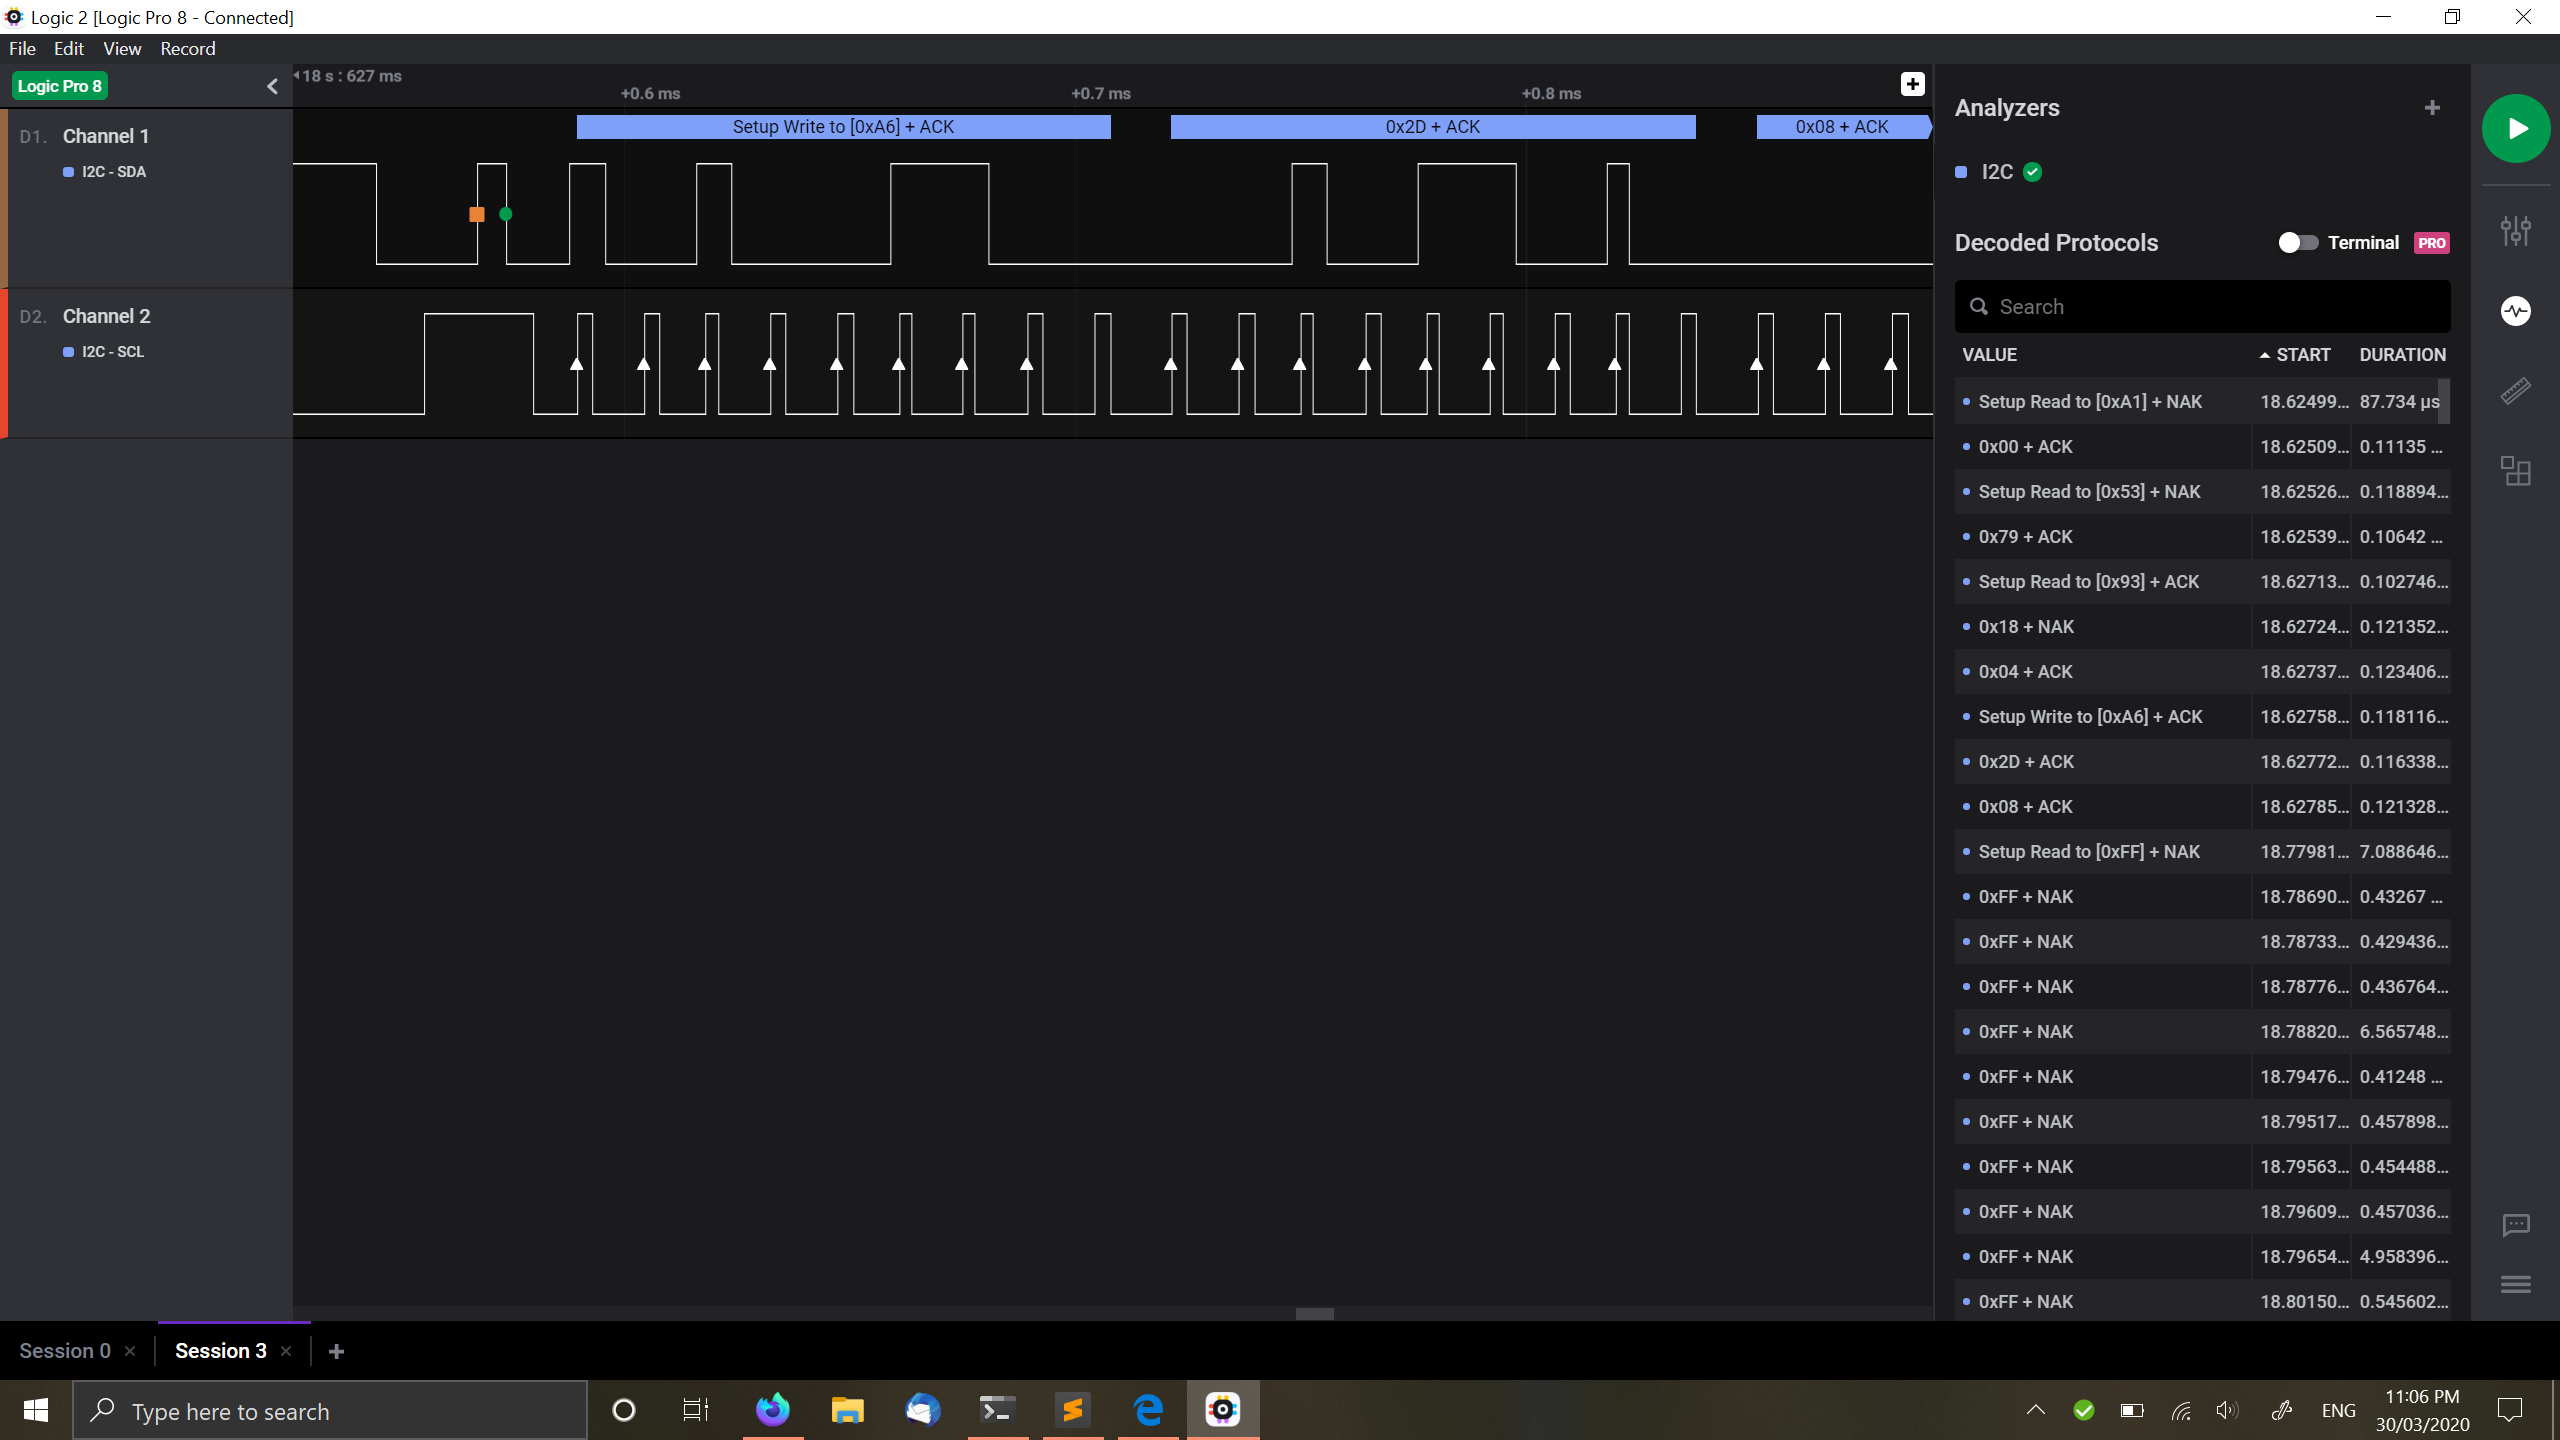 Logic 2 [Logic Pro 8 - Connected]
File Edit View Record
Logic Pro 8
18 s : 627 ms
+0.6 ms +0.7 ms +0.8 ms
D1. Channel 1
I2C - SDA
Setup Write to [0xA6] + ACK
0x2D + ACK
0x08 + ACK
D2. Channel 2
I2C - SCL
Analyzers
I2C
Decoded Protocols Terminal PRO
Search
VALUE START DURATION
Setup Read to [0xA1] + NAK 18.62499... 87.734 µs
0x00 + ACK 18.62509... 0.11135 ...
Setup Read to [0x53] + NAK 18.62526... 0.118894...
0x79 + ACK 18.62539... 0.10642 ...
Setup Read to [0x93] + ACK 18.62713... 0.102746...
0x18 + NAK 18.62724... 0.121352...
0x04 + ACK 18.62737... 0.123406...
Setup Write to [0xA6] + ACK 18.62758... 0.118116...
0x2D + ACK 18.62772... 0.116338...
0x08 + ACK 18.62785... 0.121328...
Setup Read to [0xFF] + NAK 18.77981... 7.088646...
0xFF + NAK 18.78690... 0.43267 ...
0xFF + NAK 18.78733... 0.429436...
0xFF + NAK 18.78776... 0.436764...
0xFF + NAK 18.78820... 6.565748...
0xFF + NAK 18.79476... 0.41248 ...
0xFF + NAK 18.79517... 0.457898...
0xFF + NAK 18.79563... 0.454488...
0xFF + NAK 18.79609... 0.457036...
0xFF + NAK 18.79654... 4.958396...
0xFF + NAK 18.80150... 0.545602...
Session 0 Session 3
Type here to search
ENG
11:06 PM
30/03/2020